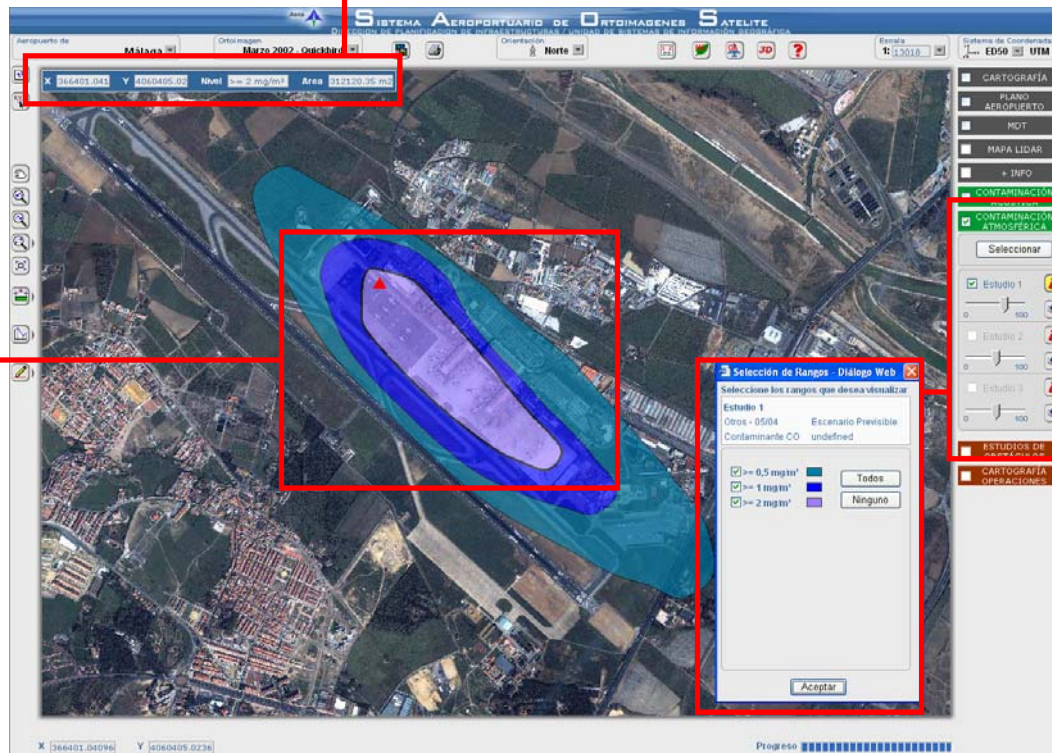 Aena
SISTEMA AEROPORTUARIO DE ORTOIMAGENES SATELITE
DIRECCIÓN DE PLANIFICACIÓN DE INFRAESTRUCTURAS / UNIDAD DE SISTEMAS DE INFORMACIÓN GEOGRÁFICA
Aeropuerto de
Málaga
Ortoimagen
Marzo 2002 - Quickbird
Orientación
Norte
3D
?
Escala
1: 13018
Sistema de Coordenadas
ED50 UTM
X 366401.041 Y 4060405.02 Nivel >= 2 mg/m³ Area 312120.35 m2
CARTOGRAFÍA
PLANO
AEROPUERTO
MDT
MAPA LIDAR
+ INFO
CONTAMINACIÓN
CONTAMINACIÓN
ATMOSFÉRICA
Seleccionar
Estudio 1
0 100
Estudio 2
0 100
Estudio 3
0 100
ESTUDIOS DE
OBSTÁCULOS
CARTOGRAFÍA
OPERACIONES
Selección de Rangos - Diálogo Web
Seleccione los rangos que desea visualizar
Estudio 1
Otros - 05/04 Escenario Previsible
Contaminante CO undefined
>= 0,5 mg/m³
>= 1 mg/m³
>= 2 mg/m³
Todos
Ninguno
Aceptar
X 366401.04096 Y 4060405.0236
Progreso